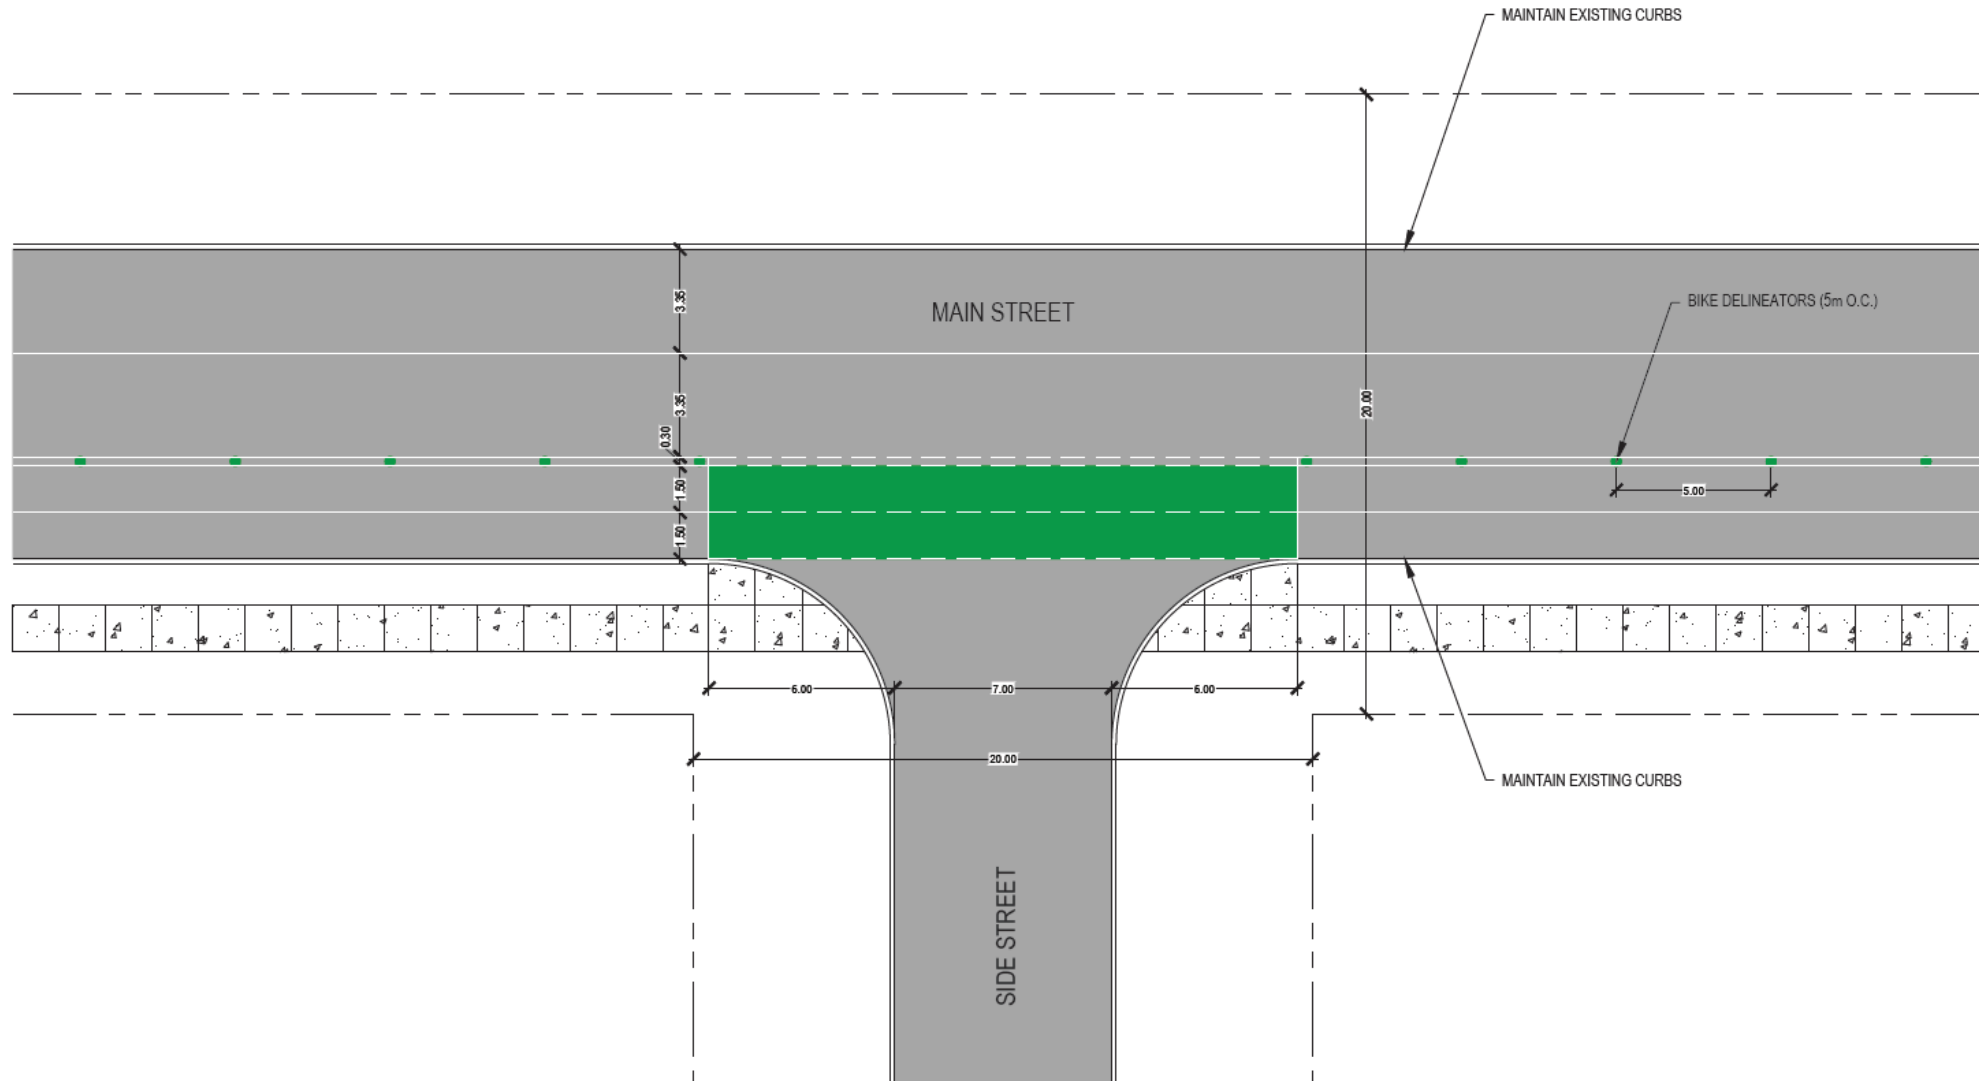 MAINTAIN EXISTING CURBS
MAIN STREET
BIKE DELINEATORS (5m O.C.)
3.35
3.35
0.30
1.50
1.50
20.00
5.00
6.00
7.00
6.00
20.00
MAINTAIN EXISTING CURBS
SIDE STREET